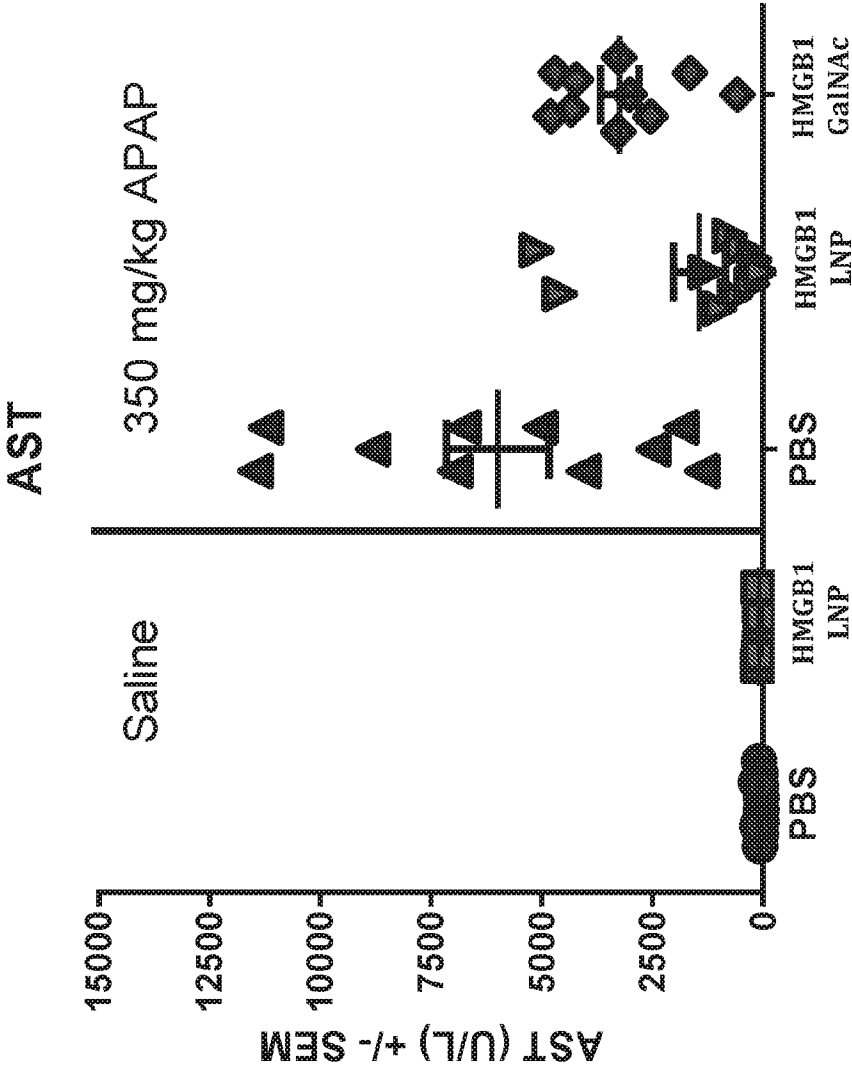 AST
Saline
350 mg/kg APAP
AST (U/L) +/- SEM
15000
12500
10000
7500
5000
2500
0
PBS
HMGB1
LNP
PBS
HMGB1
LNP
HMGB1
GalNAc